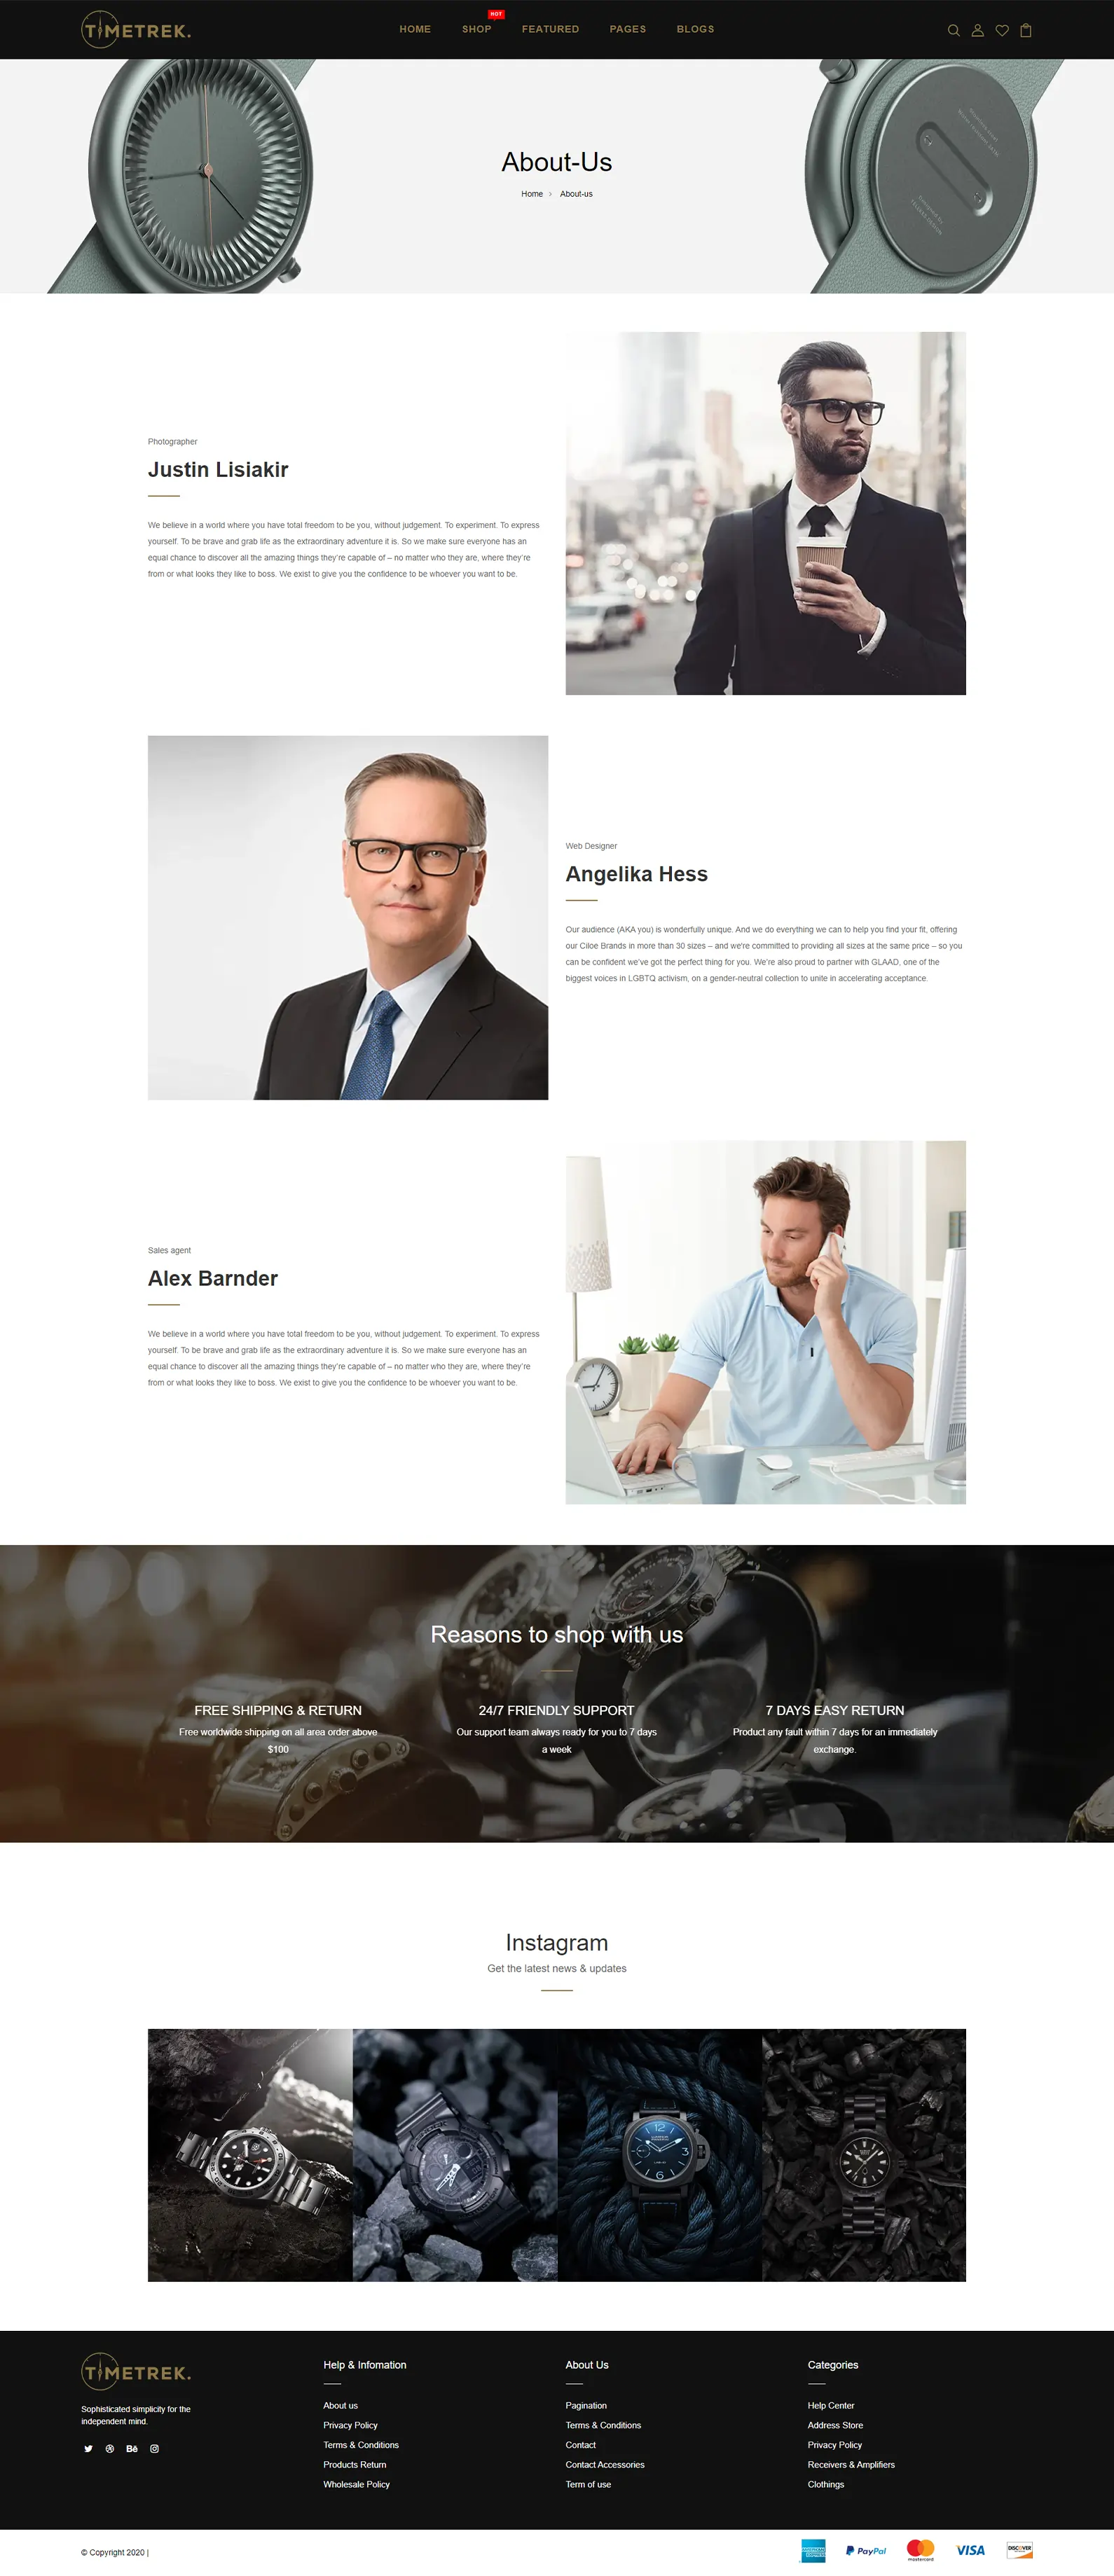 TIMETREK.
HOME
SHOP
HOT
FEATURED
PAGES
BLOGS
About-Us
Home > About-us
Photographer
Justin Lisiakir
We believe in a world where you have total freedom to be you, without judgement. To experiment. To express
yourself. To be brave and grab life as the extraordinary adventure it is. So we make sure everyone has an
equal chance to discover all the amazing things they're capable of – no matter who they are, where they're
from or what looks they like to boss. We exist to give you the confidence to be whoever you want to be.
Web Designer
Angelika Hess
Our audience (AKA you) is wonderfully unique. And we do everything we can to help you find your fit, offering
our Ciloe Brands in more than 30 sizes – and we're committed to providing all sizes at the same price – so you
can be confident we've got the perfect thing for you. We're also proud to partner with GLAAD, one of the
biggest voices in LGBTQ activism, on a gender-neutral collection to unite in accelerating acceptance.
Sales agent
Alex Barnder
We believe in a world where you have total freedom to be you, without judgement. To experiment. To express
yourself. To be brave and grab life as the extraordinary adventure it is. So we make sure everyone has an
equal chance to discover all the amazing things they're capable of – no matter who they are, where they're
from or what looks they like to boss. We exist to give you the confidence to be whoever you want to be.
Reasons to shop with us
FREE SHIPPING & RETURN
Free worldwide shipping on all area order above
$100
24/7 FRIENDLY SUPPORT
Our support team always ready for you to 7 days
a week
7 DAYS EASY RETURN
Product any fault within 7 days for an immediately
exchange.
Instagram
Get the latest news & updates
12
3
6
TIMETREK.
Sophisticated simplicity for the
independent mind.
Bē
Help & Infomation
About us
Privacy Policy
Terms & Conditions
Products Return
Wholesale Policy
About Us
Pagination
Terms & Conditions
Contact
Contact Accessories
Term of use
Categories
Help Center
Address Store
Privacy Policy
Receivers & Amplifiers
Clothings
© Copyright 2020 |
AMERICAN EXPRESS
PayPal
mastercard
VISA
DISCOVER